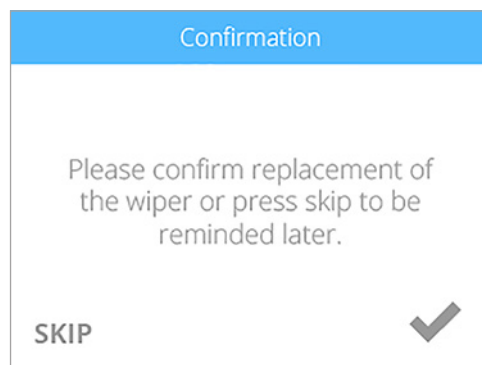 Confirmation
Please confirm replacement of
the wiper or press skip to be
reminded later.
SKIP